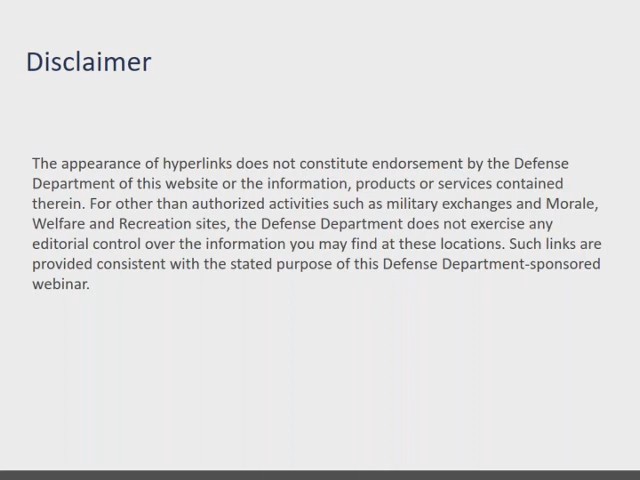 Disclaimer
The appearance of hyperlinks does not constitute endorsement by the Defense
Department of this website or the information, products or services contained
therein. For other than authorized activities such as military exchanges and Morale,
Welfare and Recreation sites, the Defense Department does not exercise any
editorial control over the information you may find at these locations. Such links are
provided consistent with the stated purpose of this Defense Department-sponsored
webinar.